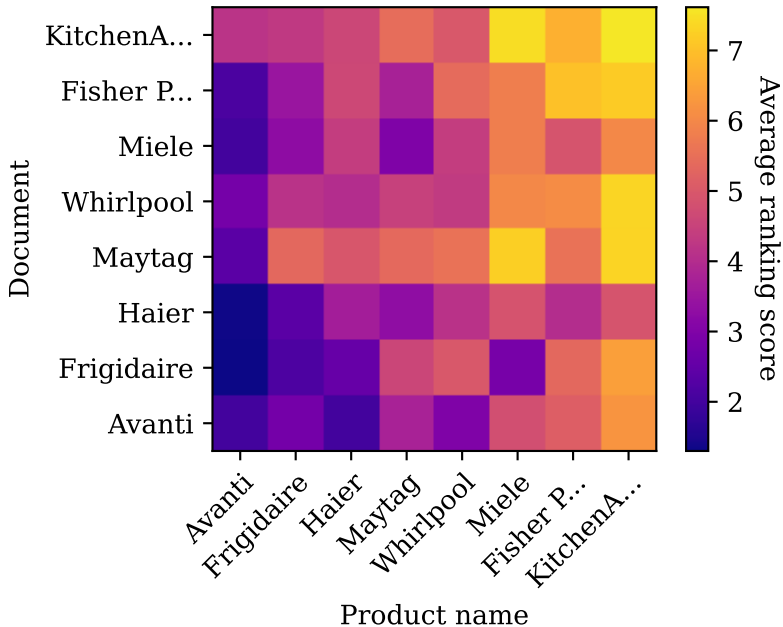 KitchenA...
Fisher P...
Miele
Whirlpool
Maytag
Haier
Frigidaire
Avanti
Document
Avanti
Frigidaire
Haier
Maytag
Whirlpool
Miele
Fisher P...
KitchenA...
Product name
7
6
5
4
3
2
Average ranking score